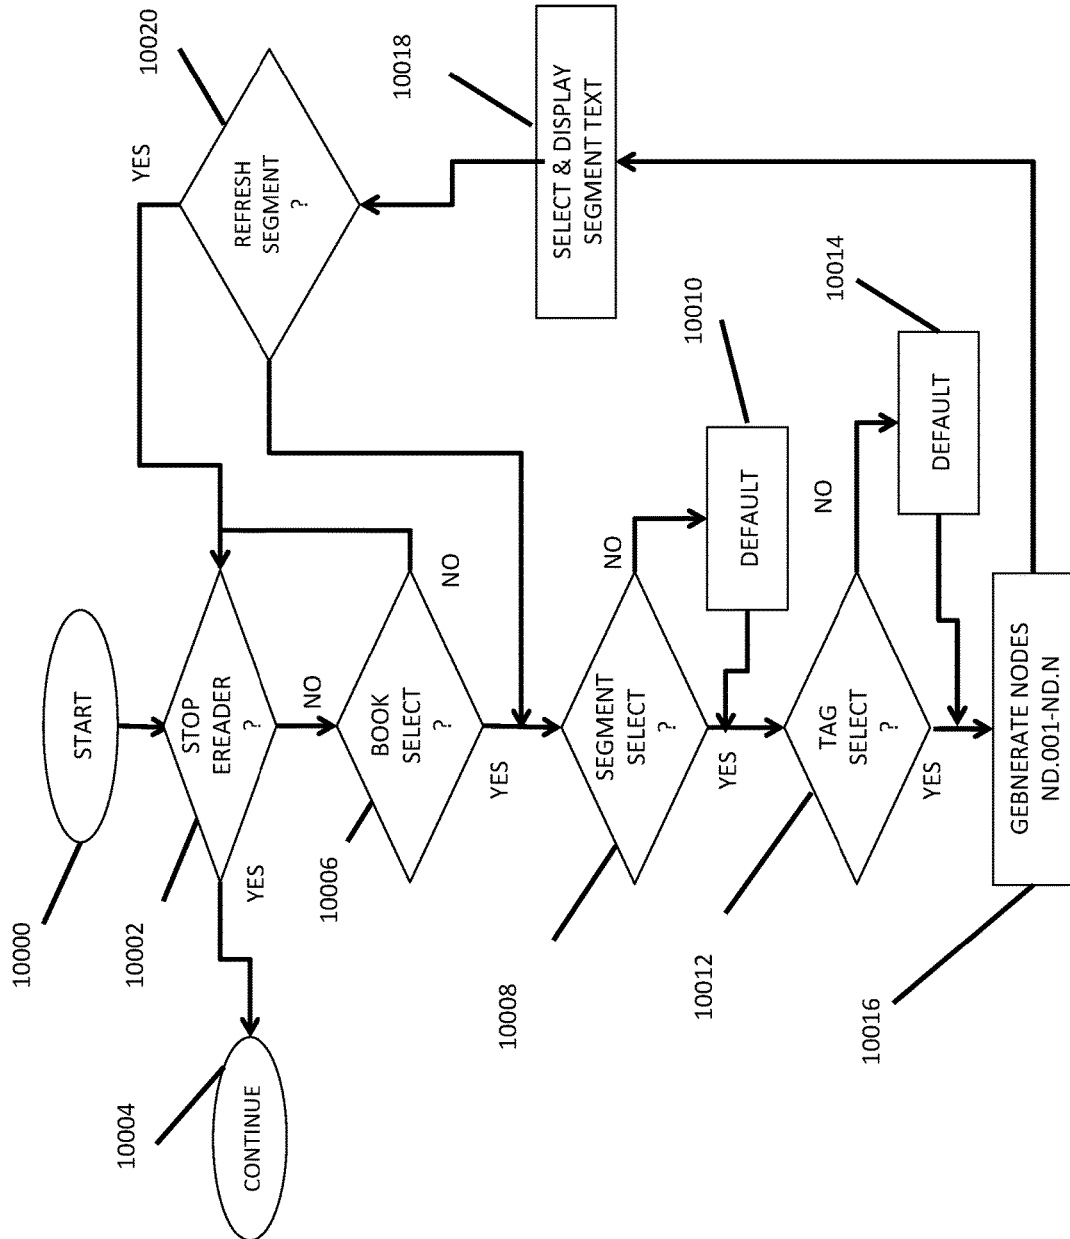 START
10000
STOP
EREADER
?
10002
YES
NO
CONTINUE
10004
BOOK
SELECT
?
10006
NO
YES
SEGMENT
SELECT
?
10008
NO
DEFAULT
10010
YES
TAG
SELECT
?
10012
NO
DEFAULT
10014
YES
GEBNERATE NODES
ND.001-ND.N
10016
SELECT & DISPLAY
SEGMENT TEXT
10018
REFRESH
SEGMENT
?
10020
YES